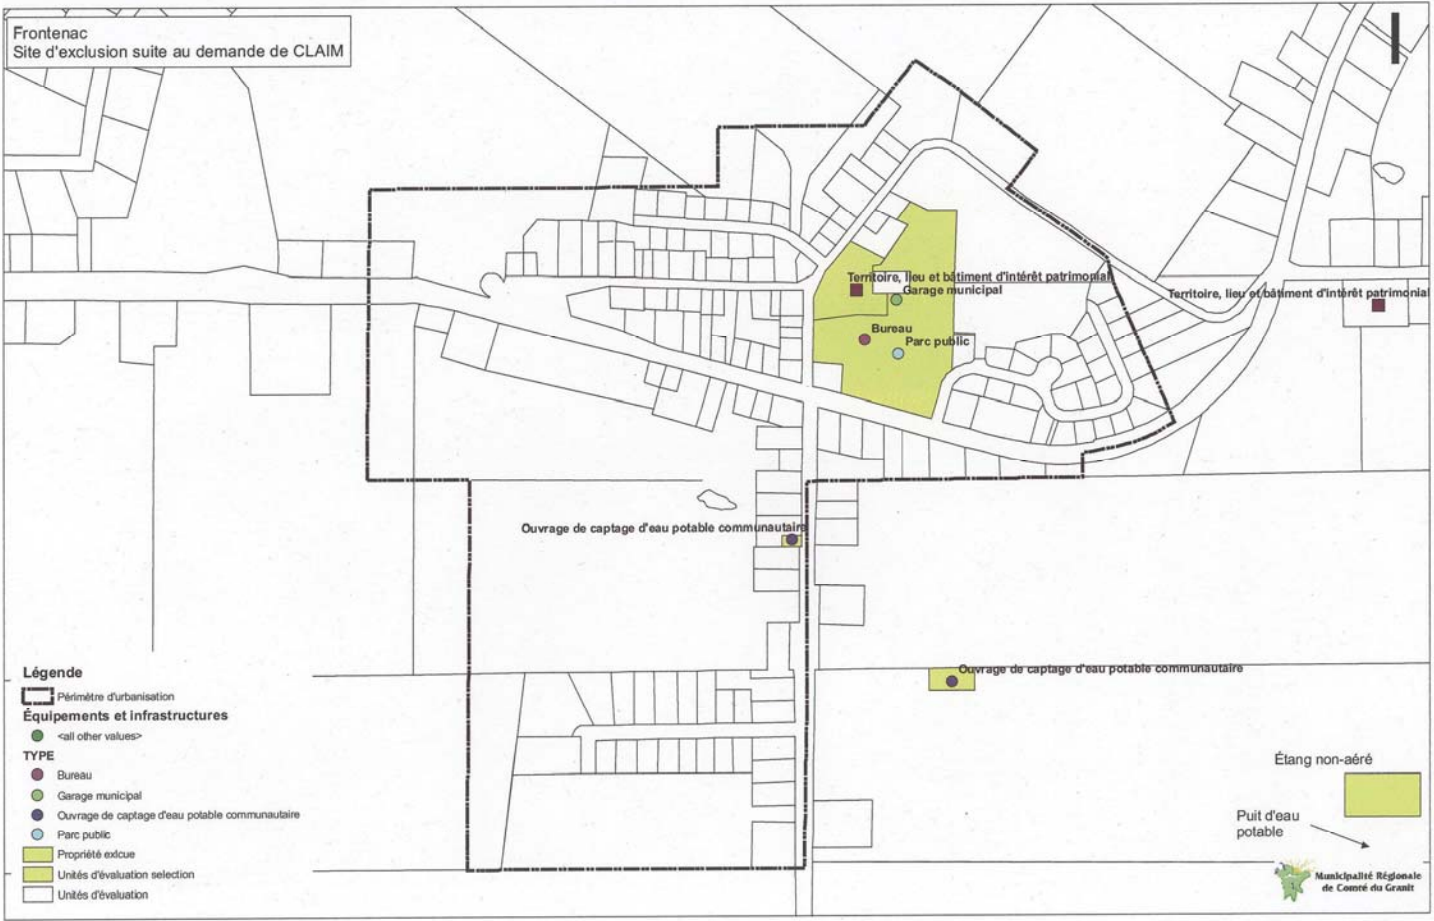 Frontenac
Site d'exclusion suite au demande de CLAIM
Territoire, lieu et bâtiment d'intérêt patrimonial
Garage municipal
Territoire, lieu et bâtiment d'intérêt patrimonial
Bureau
Parc public
Ouvrage de captage d'eau potable communautaire
Ouvrage de captage d'eau potable communautaire
Légende
Périmètre d'urbanisation
Équipements et infrastructures
<all other values>
TYPE
Bureau
Garage municipal
Ouvrage de captage d'eau potable communautaire
Parc public
Propriété exlcue
Unités d'évaluation selection
Unités d'évaluation
Étang non-aéré
Puit d'eau
potable
Municipalité Régionale
de Comté du Granit